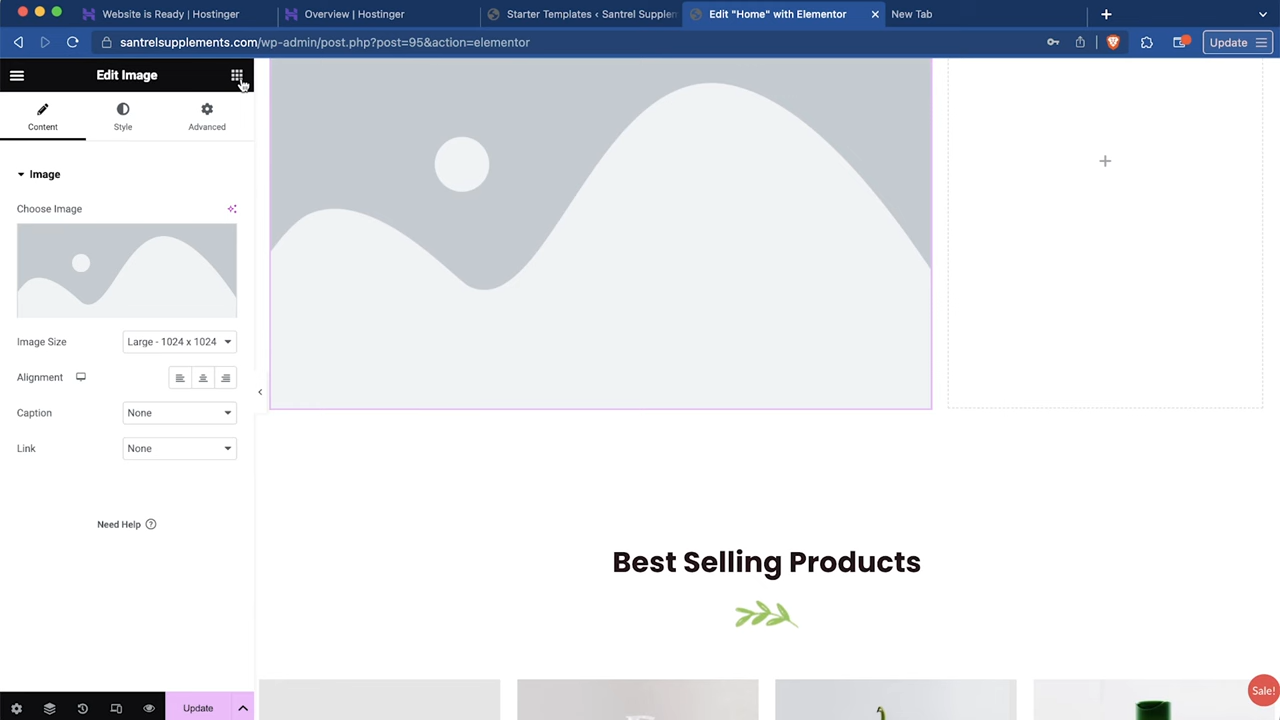 Website is Ready | Hostinger
Overview | Hostinger
Starter Templates ‹ Santrel Supplem
Edit "Home" with Elementor
New Tab
santrelsupplements.com/wp-admin/post.php?post=95&action=elementor
Update
Edit Image
Content
Style
Advanced
Image
Choose Image
Image Size
Large - 1024 x 1024
Alignment
Caption
None
Link
None
Need Help
Update
Best Selling Products
Sale!